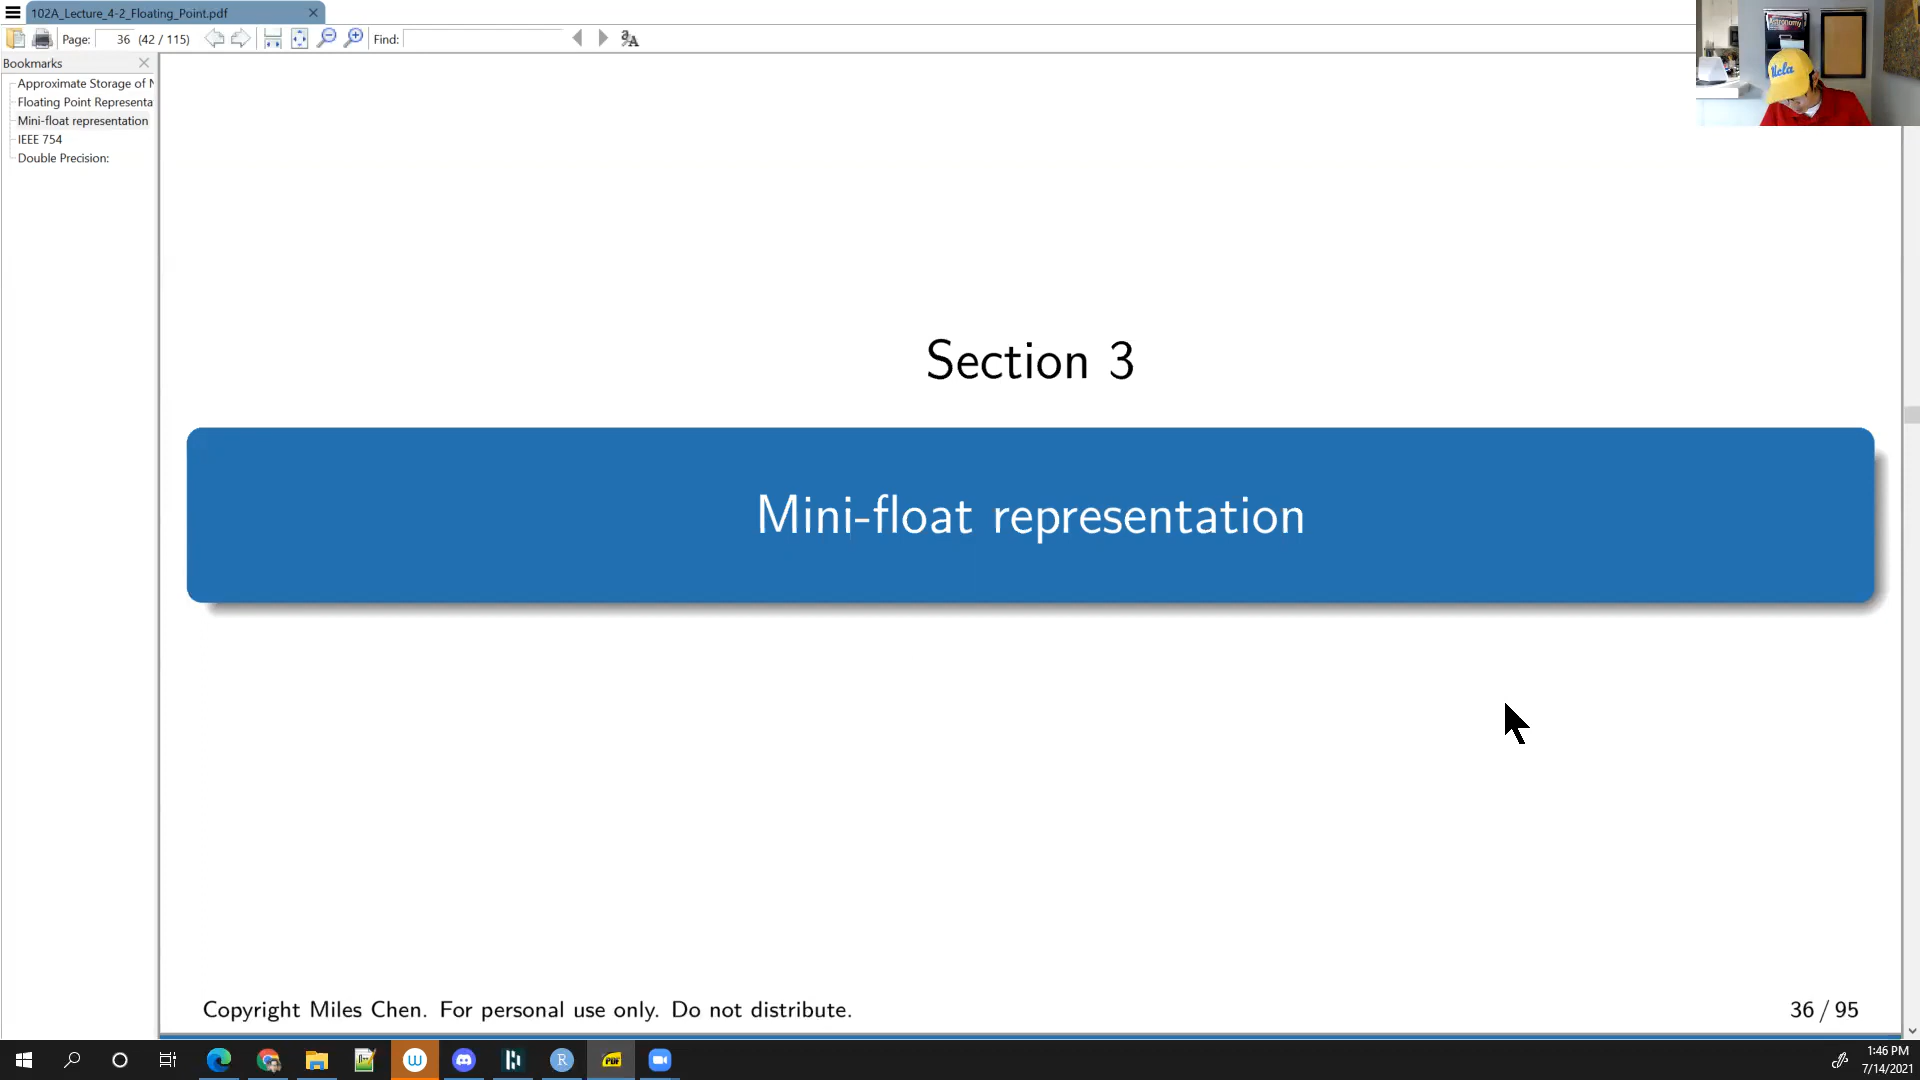 102A_Lecture_4-2_Floating_Point.pdf
Page: 36 (42 / 115) Find:
Bookmarks
Approximate Storage of N
Floating Point Representa
Mini-float representation
IEEE 754
Double Precision:
ucla
Section 3
Mini-float representation
Copyright Miles Chen. For personal use only. Do not distribute.
36 / 95
1:46 PM
7/14/2021